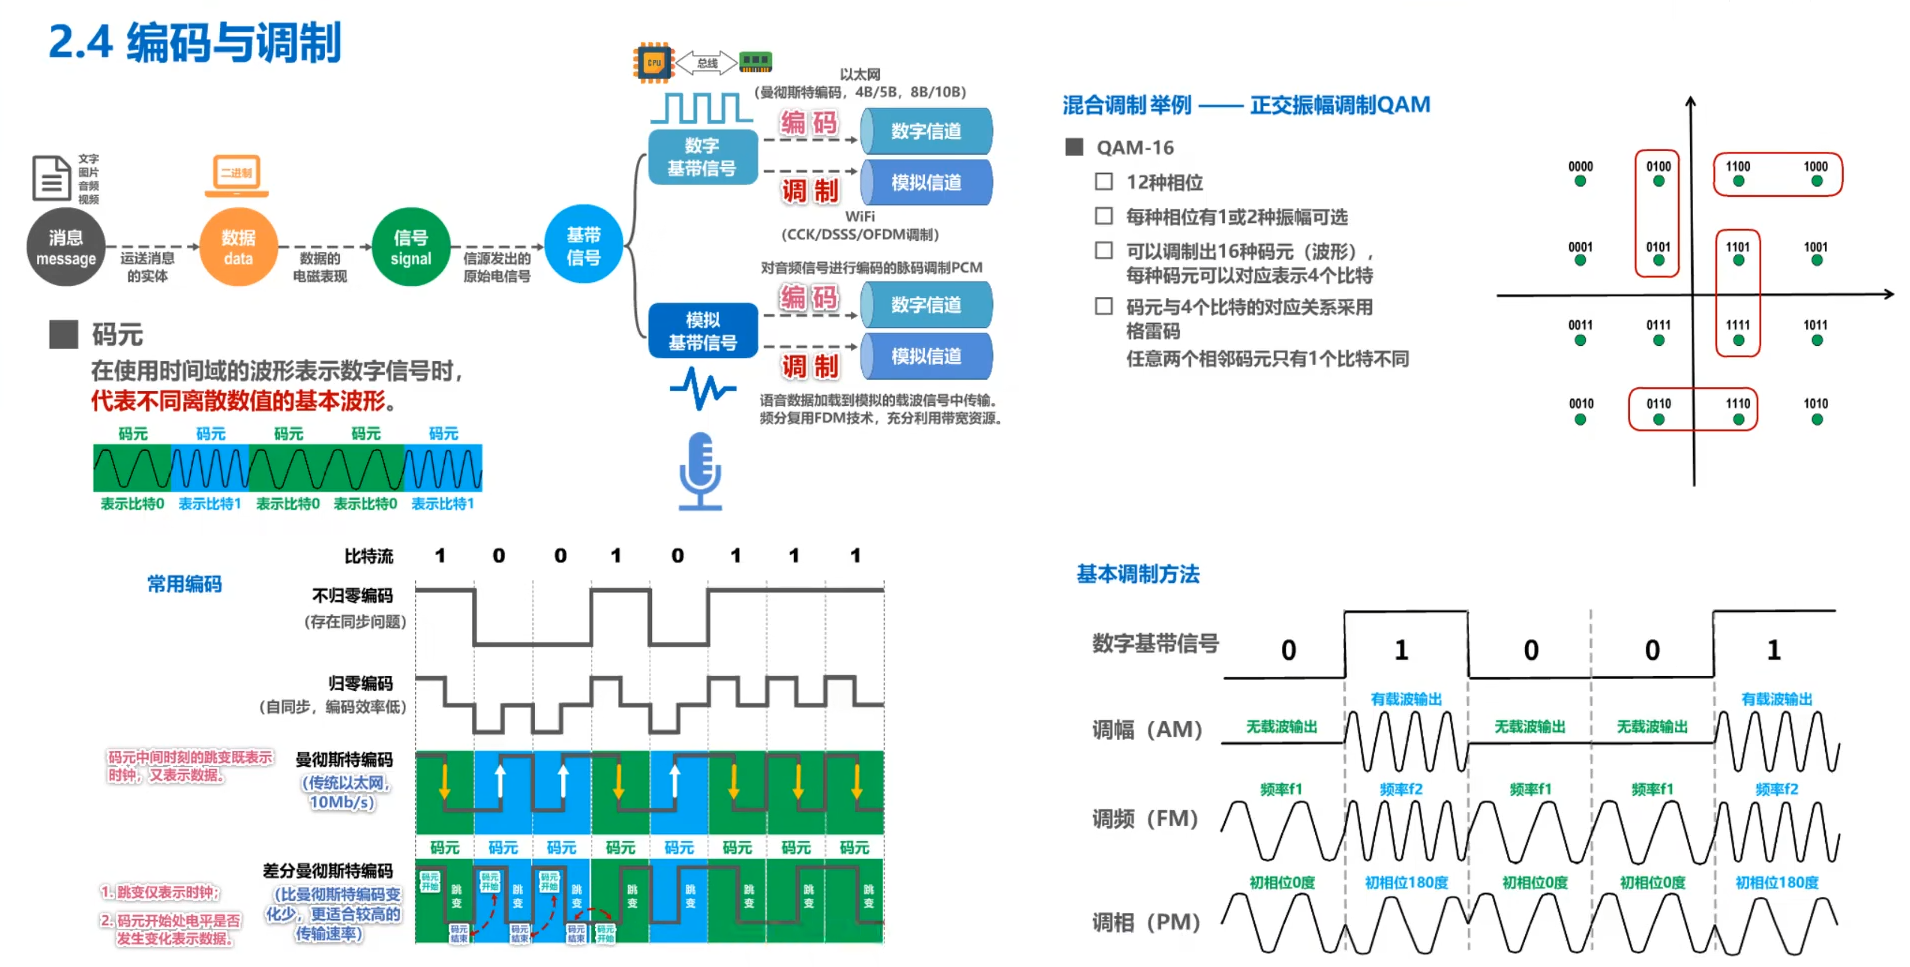 2.4 编码与调制
文字
图片
音频
视频
二进制
消息
message
运送消息
的实体
数据
data
数据的
电磁表现
信号
signal
信源发出的
原始电信号
基带
信号
CPU
总线
以太网
（曼彻斯特编码，4B/5B，8B/10B）
数字
基带信号
编码
数字信道
调制
模拟信道
WiFi
（CCK/DSSS/OFDM调制）
对音频信号进行编码的脉码调制PCM
模拟
基带信号
编码
数字信道
调制
模拟信道
语音数据加载到模拟的载波信号中传输。
频分复用FDM技术，充分利用带宽资源。
码元
在使用时间域的波形表示数字信号时，
代表不同离散数值的基本波形。
码元 码元 码元 码元 码元
表示比特0 表示比特1 表示比特0 表示比特0 表示比特1
混合调制 举例 —— 正交振幅调制QAM
QAM-16
12种相位
每种相位有1或2种振幅可选
可以调制出16种码元（波形），
每种码元可以对应表示4个比特
码元与4个比特的对应关系采用
格雷码
任意两个相邻码元只有1个比特不同
0000 0100 1100 1000
0001 0101 1101 1001
0011 0111 1111 1011
0010 0110 1110 1010
常用编码
比特流 1 0 0 1 0 1 1 1
不归零编码
（存在同步问题）
归零编码
（自同步，编码效率低）
码元中间时刻的跳变既表示
时钟，又表示数据。
曼彻斯特编码
（传统以太网，
10Mb/s）
码元 码元 码元 码元 码元 码元 码元 码元
差分曼彻斯特编码
（比曼彻斯特编码变
化少，更适合较高的
传输速率）
1. 跳变仅表示时钟；
2. 码元开始处电平是否
发生变化表示数据。
码元
开始
码元
开始
码元
开始
跳
变
跳
变
跳
变
跳
变
跳
变
跳
变
跳
变
跳
变
码元
结束
码元
结束
码元
结束
码元
开始
基本调制方法
数字基带信号 0 1 0 0 1
调幅（AM） 无载波输出 有载波输出 无载波输出 无载波输出 有载波输出
调频（FM） 频率f1 频率f2 频率f1 频率f1 频率f2
调相（PM） 初相位0度 初相位180度 初相位0度 初相位0度 初相位180度